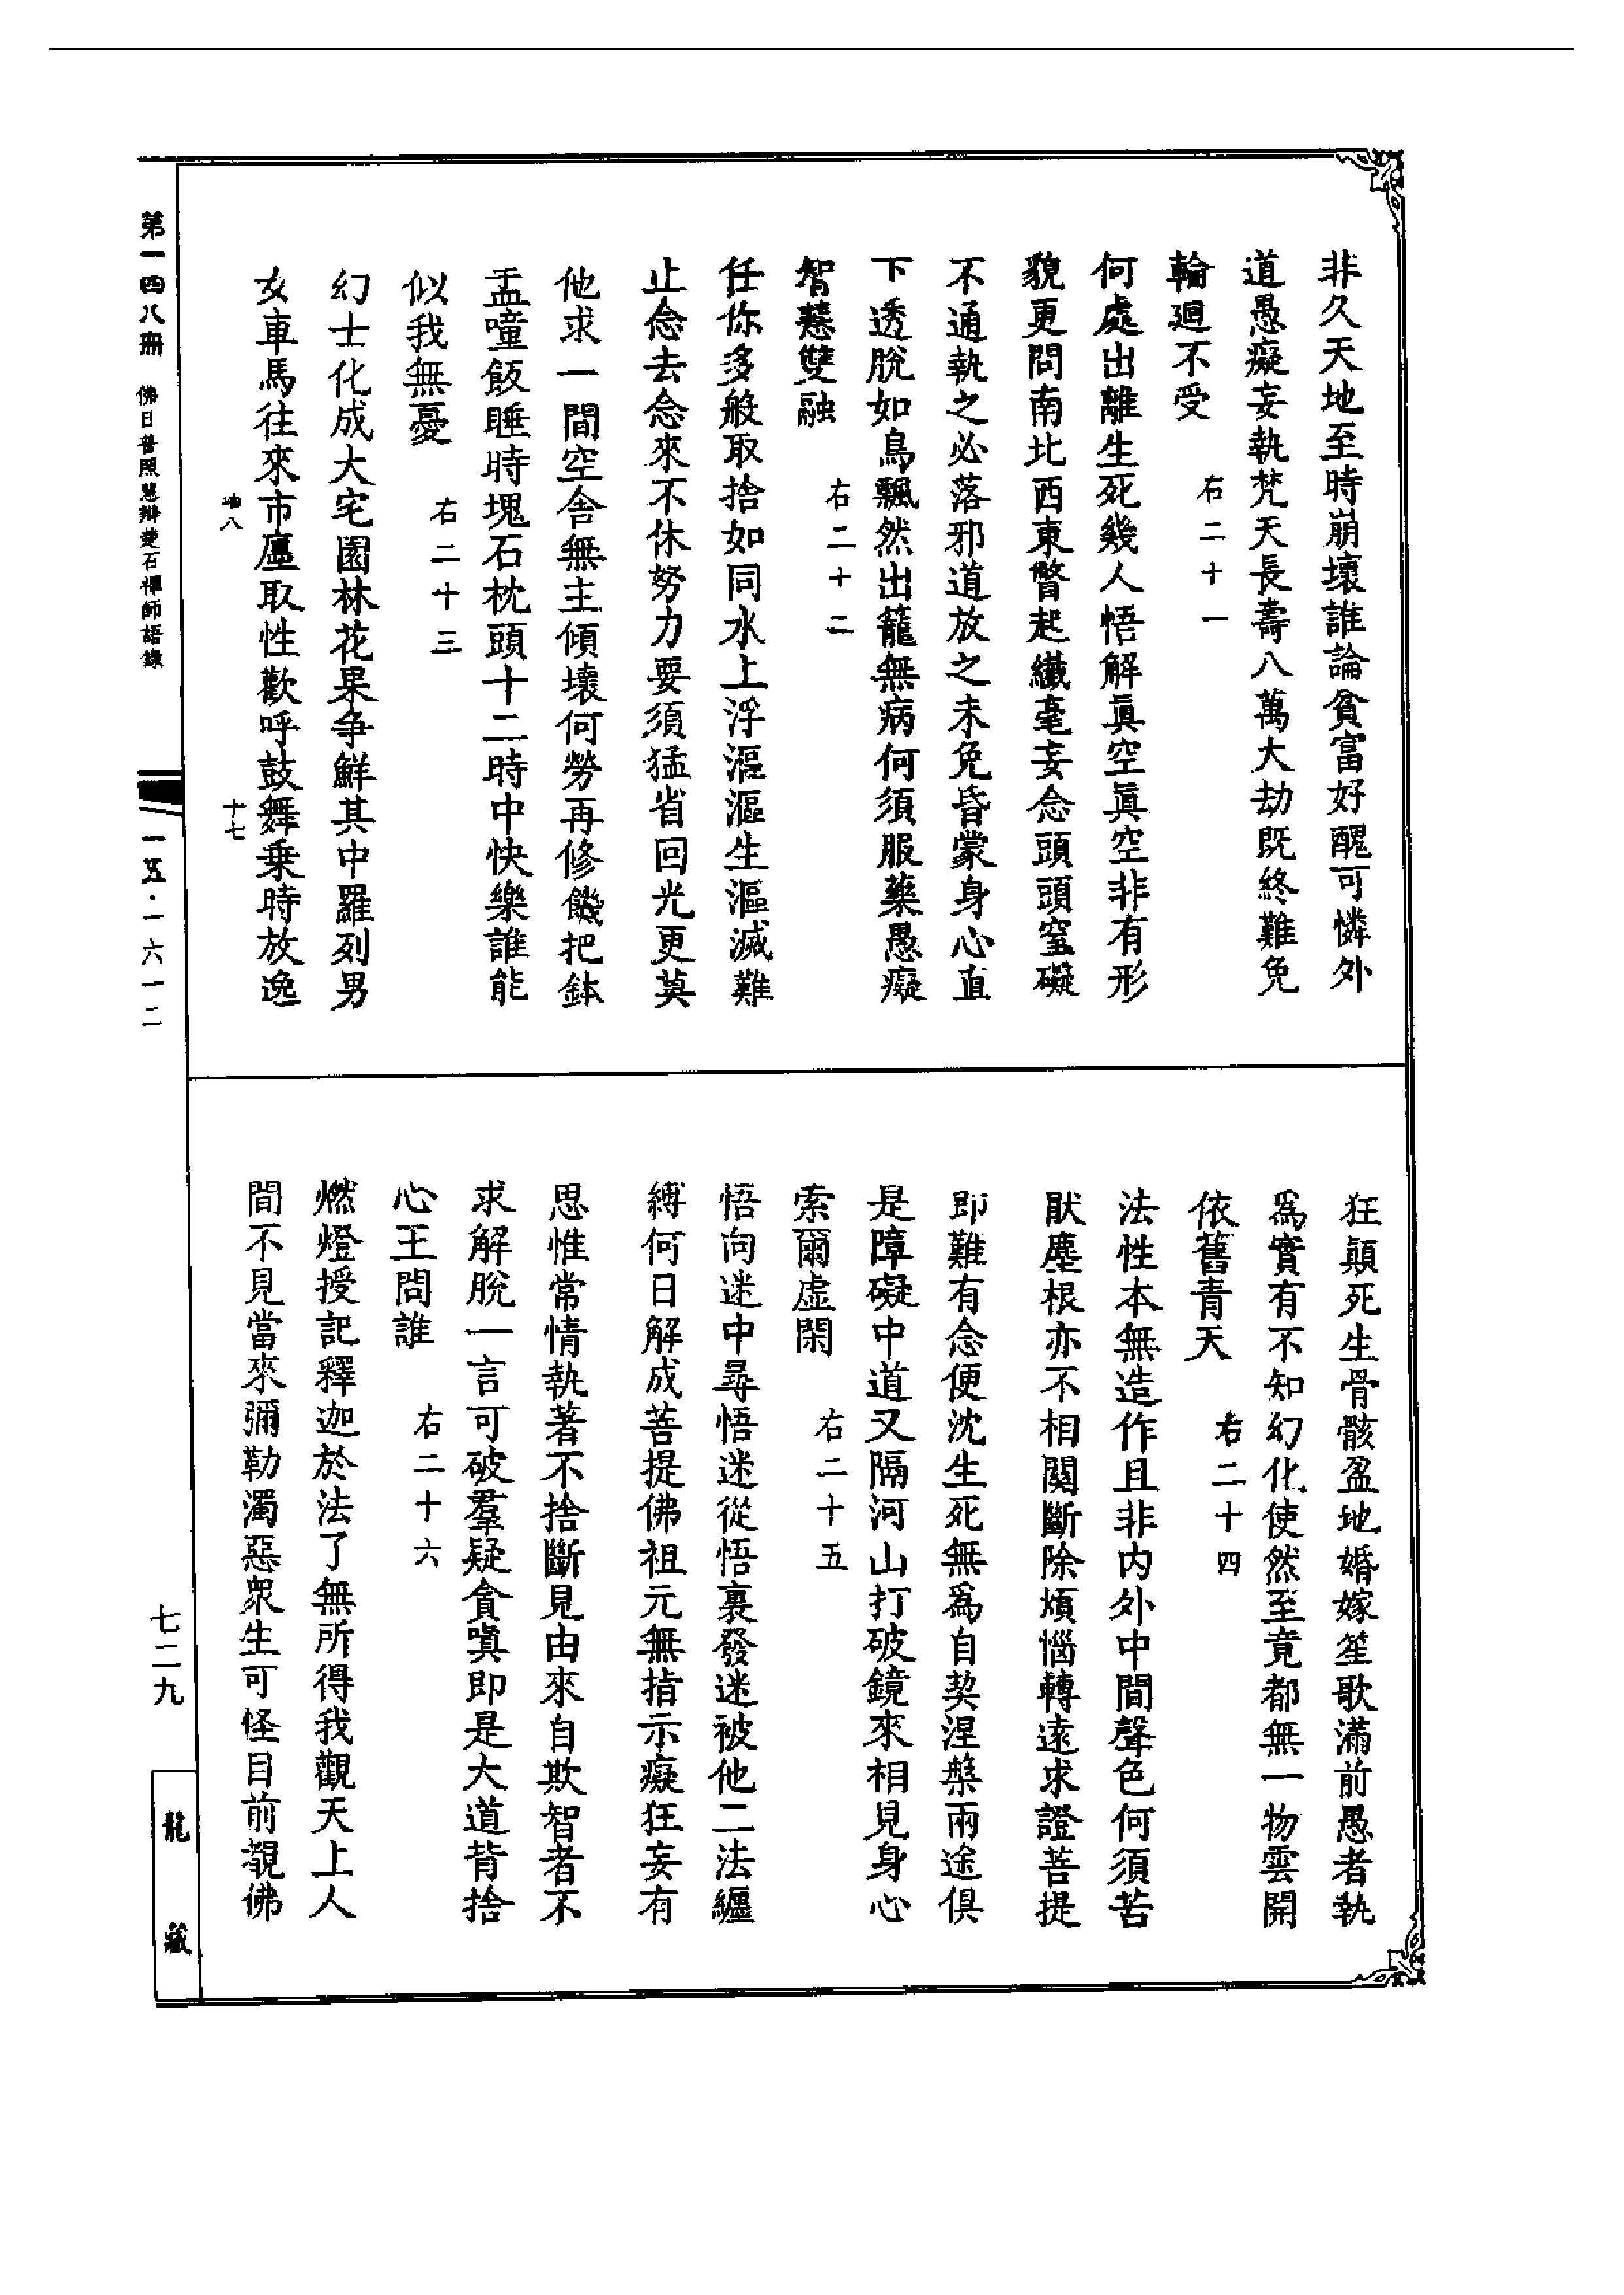 非久天地至時崩壞誰論貧富好醜可憐外
道愚癡妄執梵天長壽八萬大劫既終難免
輪迴不受　右二十一
何處出離生死幾人悟解眞空眞空非有形
貌更問南北西東瞥起纖毫妄念頭頭窒礙
不通執之必落邪道放之未免昏蒙身心直
下透脫如鳥飄然出籠無病何須服藥愚癡
智慧雙融　右二十二
任你多般取捨如同水上浮漚漚生漚滅難
止念去念來不休努力要須猛省回光更莫
他求一間空舍無主傾壞何勞再修饑把鉢
盂噇飯睡時塊石枕頭十二時中快樂誰能
似我無憂　右二十三
幻士化成大宅園林花果爭鮮其中羅列男
女車馬往來市廛取性歡呼鼓舞乘時放逸
狂顛死生骨骸盈地婚嫁笙歌滿前愚者執
爲實有不知幻化使然至竟都無一物雲開
依舊青天　右二十四
法性本無造作且非内外中間聲色何須苦
猒塵根亦不相關斷除煩惱轉遠求證菩提
即難有念便沈生死無爲自契涅槃兩途俱
是障礙中道又隔河山打破鏡來相見身心
索爾虛閑　右二十五
悟向迷中尋悟迷從悟裏發迷被他二法纏
縛何日解成菩提佛祖元無指示癡狂妄有
思惟常情執著不捨斷見由來自欺智者不
求解脫一言可破羣疑貪嗔即是大道背捨
心王問誰　右二十六
燃燈授記釋迦於法了無所得我觀天上人
間不見當來彌勒濁惡衆生可怪目前覩佛
十七
第一四八冊　佛日普照慧辯楚石禪師語錄
一五·一六一二
七二九
龍藏